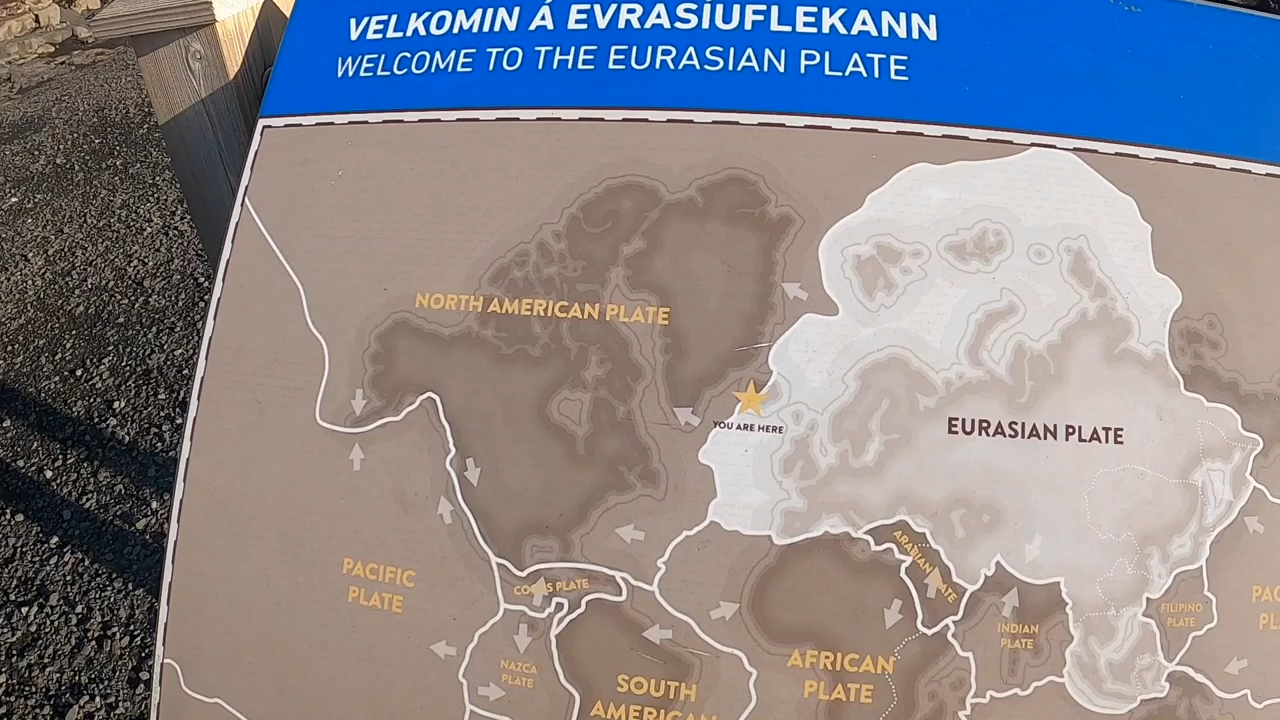 VELKOMIN Á EVRASÍUFLEKANN
WELCOME TO THE EURASIAN PLATE
NORTH AMERICAN PLATE
YOU ARE HERE
EURASIAN PLATE
ARABIAN PLATE
PACIFIC
PLATE
PLATE
NAZCA
PLATE
SOUTH
AMERICAN
AFRICAN
PLATE
INDIAN
PLATE
FILIPINO
PLATE